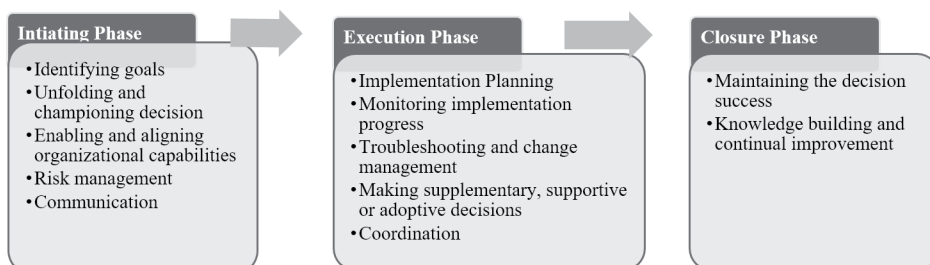 Intiating Phase
• Identifying goals
• Unfolding and
championing decision
• Enabling and aligning
organizational capabilities
• Risk management
• Communication
Execution Phase
• Implementation Planning
• Monitoring implementation
progress
• Troubleshooting and change
management
• Making supplementary, supportive
or adoptive decisions
• Coordination
Closure Phase
• Maintaining the decision
success
• Knowledge building and
continual improvement